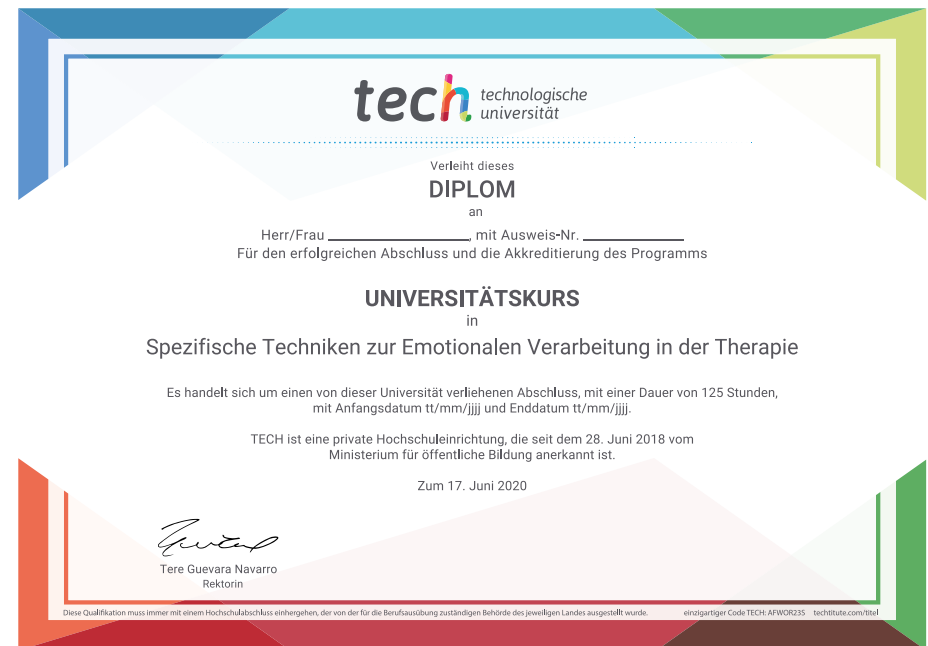 tech technologische
universität
Verleiht dieses
DIPLOM
an
Herr/Frau ___________________, mit Ausweis-Nr. ______________
Für den erfolgreichen Abschluss und die Akkreditierung des Programms
UNIVERSITÄTSKURS
in
Spezifische Techniken zur Emotionalen Verarbeitung in der Therapie
Es handelt sich um einen von dieser Universität verliehenen Abschluss, mit einer Dauer von 125 Stunden,
mit Anfangsdatum tt/mm/jjjj und Enddatum tt/mm/jjjj.
TECH ist eine private Hochschuleinrichtung, die seit dem 28. Juni 2018 vom
Ministerium für öffentliche Bildung anerkannt ist.
Zum 17. Juni 2020
Tere Guevara Navarro
Rektorin
Diese Qualifikation muss immer mit einem Hochschulabschluss einhergehen, der von der für die Berufsausübung zuständigen Behörde des jeweiligen Landes ausgestellt wurde. einzigartiger Code TECH: AFWOR23S techtitute.com/titel